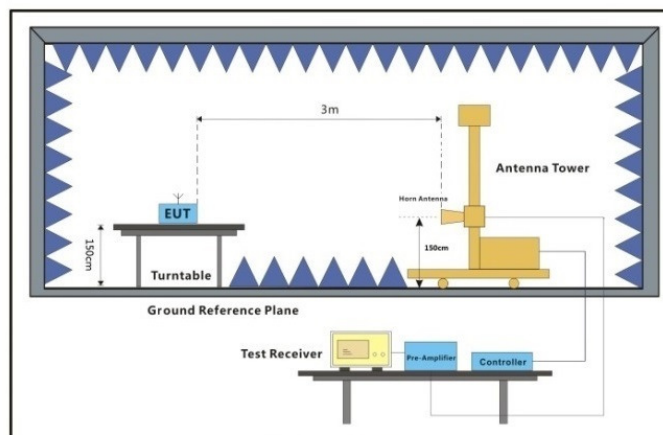 3m
Antenna Tower
Horn Antenna
EUT
150cm
150cm
Turntable
Ground Reference Plane
Test Receiver
Pre-Amplifier
Controller